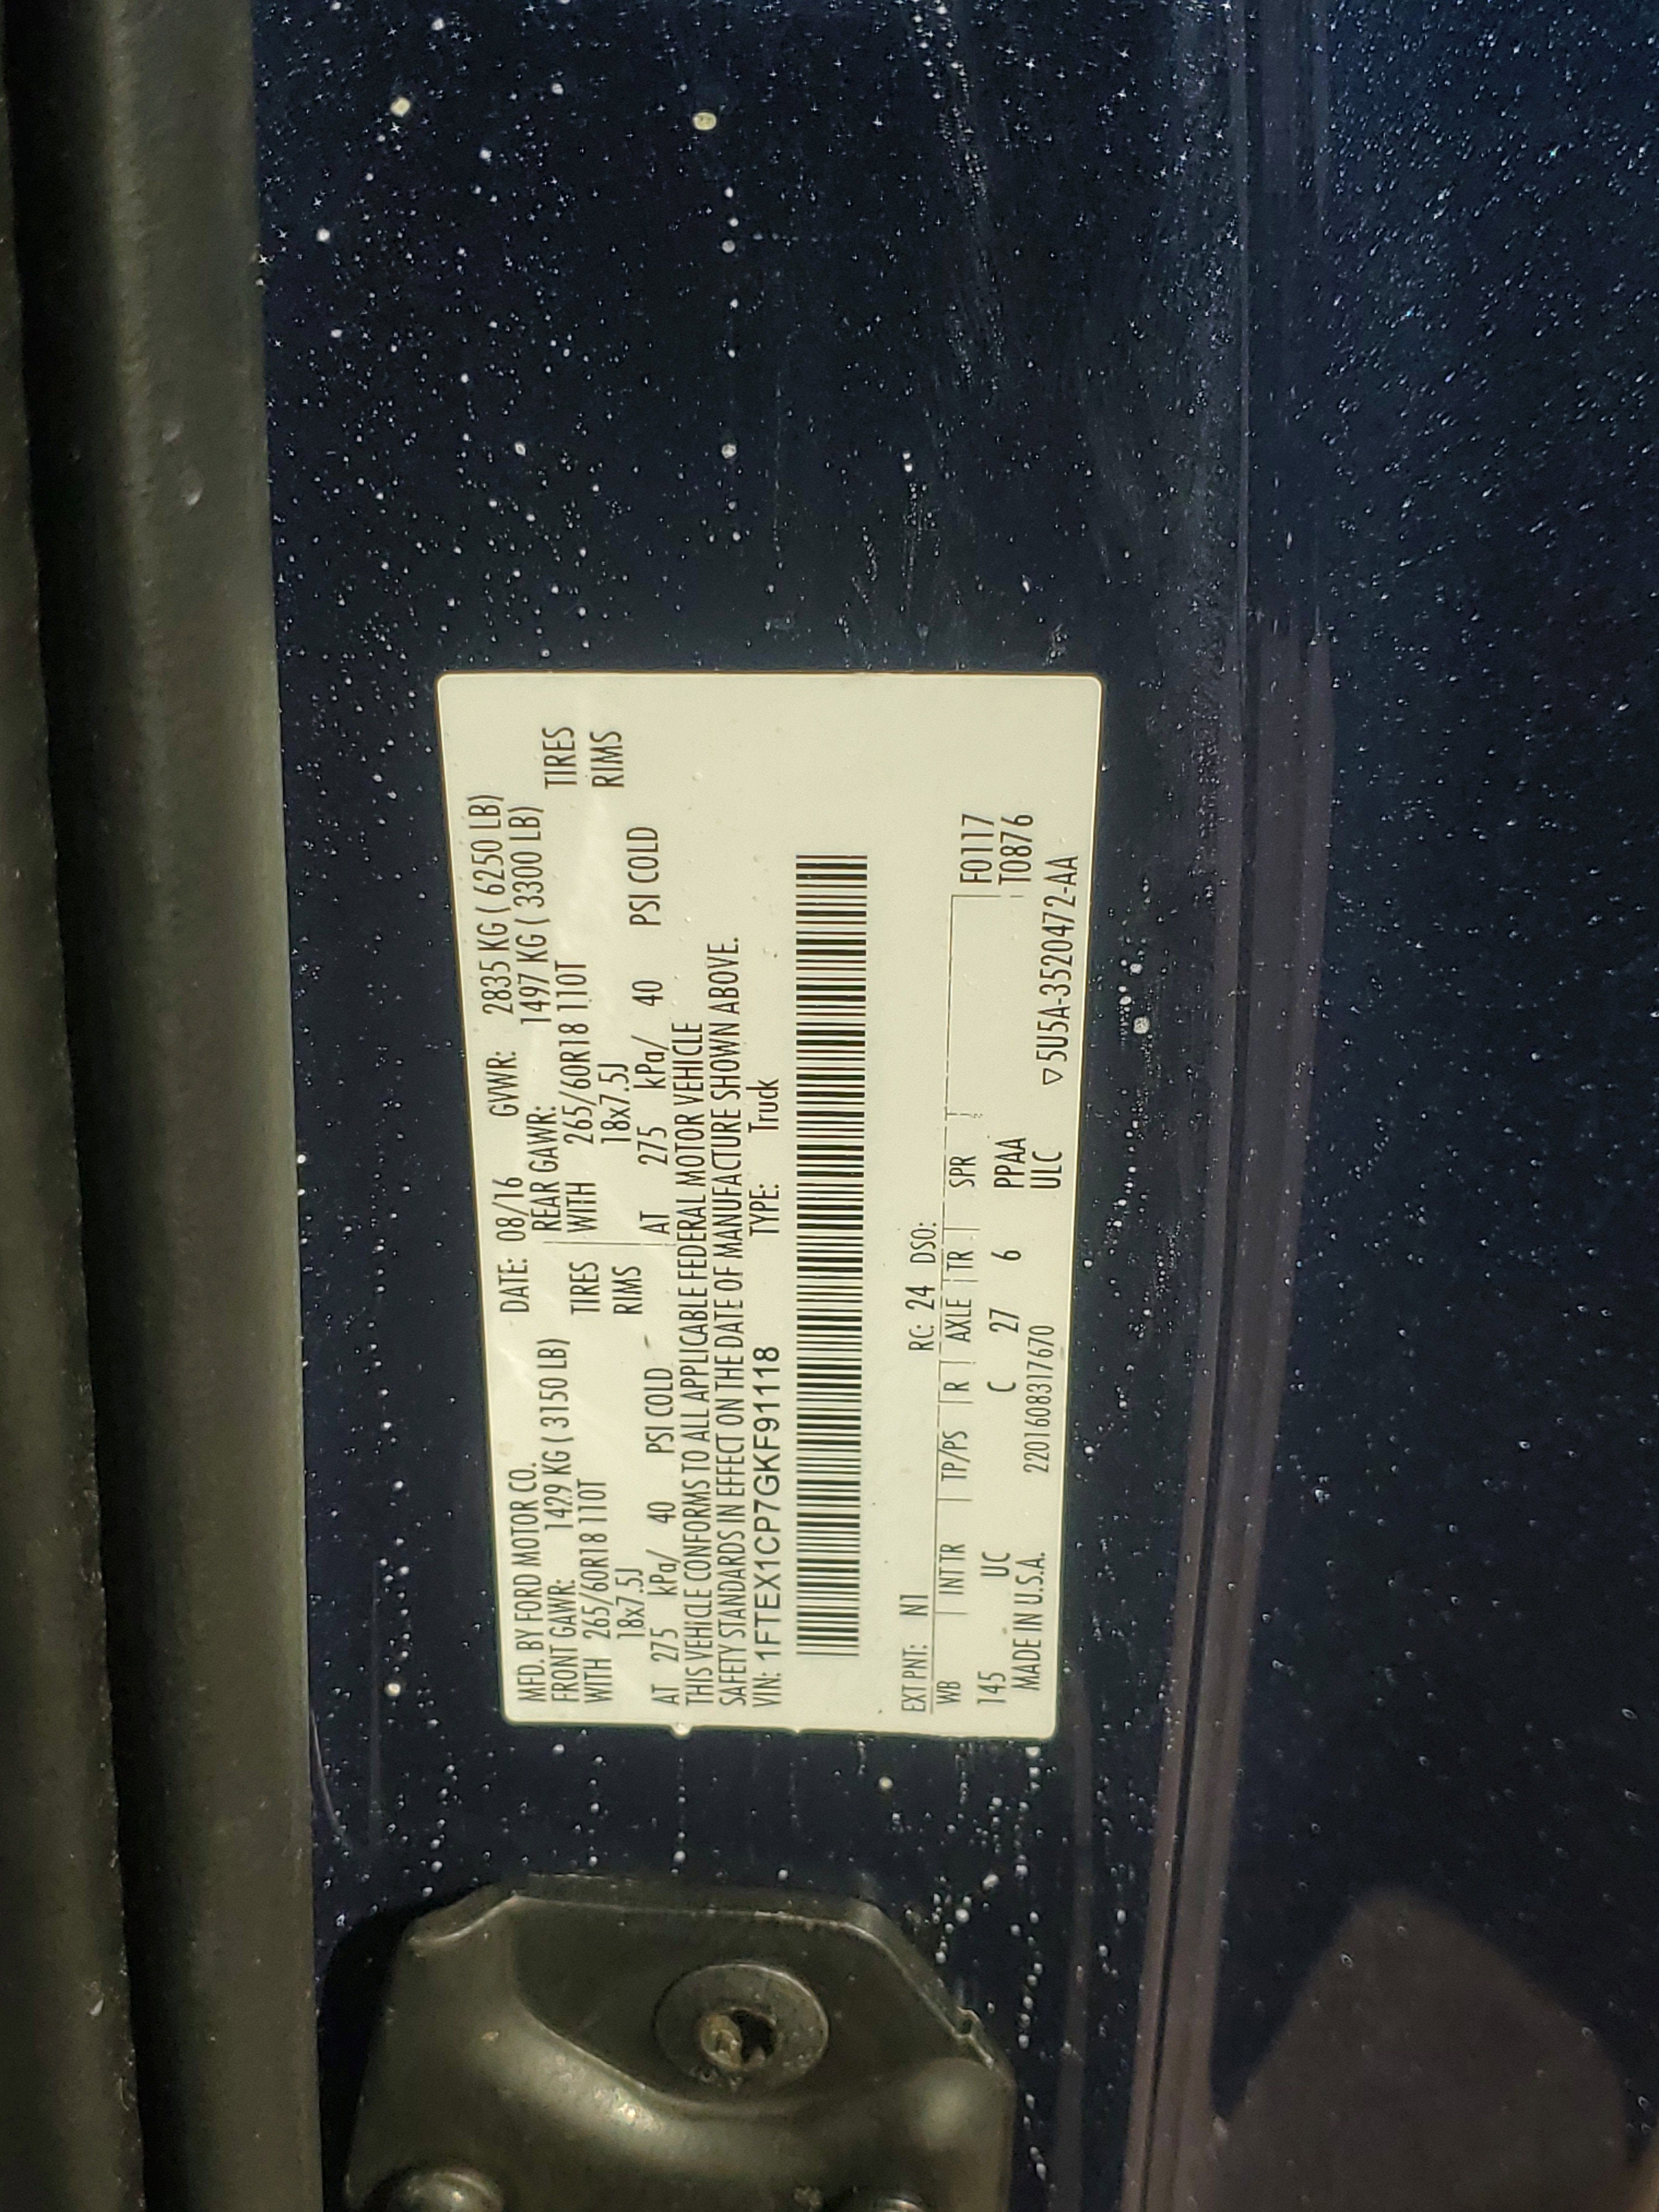 MFD. BY FORD MOTOR CO. DATE: 08/16 GVWR: 2835 KG ( 6250 LB)
FRONT GAWR: 1429 KG ( 3150 LB) REAR GAWR: 1497 KG ( 3300 LB)
WITH 265/60R18 110T TIRES WITH 265/60R18 110T TIRES
18x7.5J RIMS 18x7.5J RIMS
AT 275 kPa/ 40 PSI COLD AT 275 kPa/ 40 PSI COLD
THIS VEHICLE CONFORMS TO ALL APPLICABLE FEDERAL MOTOR VEHICLE
SAFETY STANDARDS IN EFFECT ON THE DATE OF MANUFACTURE SHOWN ABOVE.
VIN: 1FTEX1CP7GKF91118 TYPE: Truck
EXT PNT: N1 RC: 24 DSO:
WB INT TR TP/PS R AXLE TR SPR F0117
145 UC C 27 6 PPAA T0876
MADE IN U.S.A. 2201608317670 ULC ▽5U5A-3520472-AA